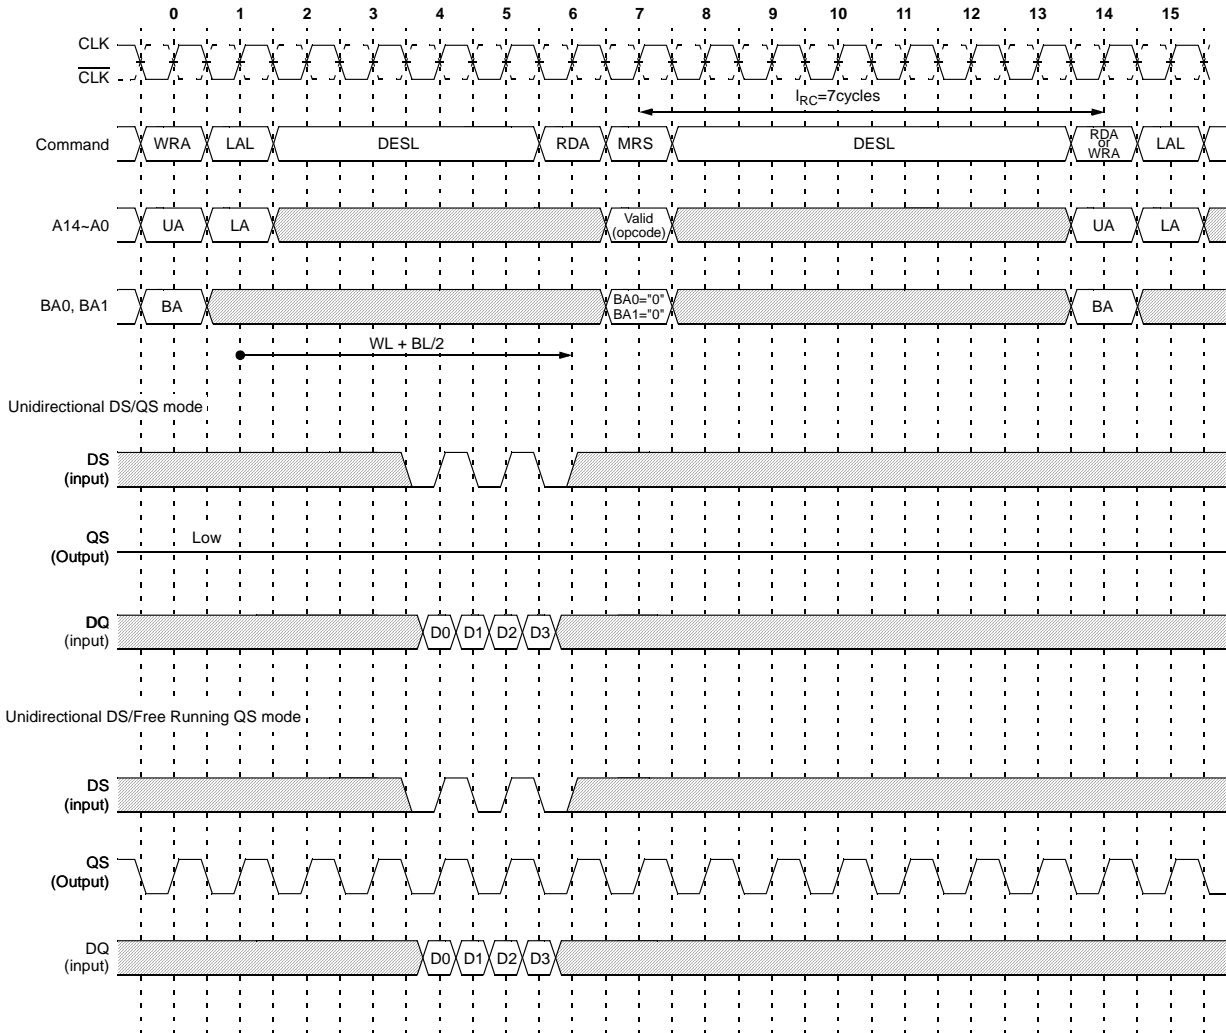 0 1 2 3 4 5 6 7 8 9 10 11 12 13 14 15
CLK
CLK
IRC=7cycles
Command WRA LAL DESL RDA MRS DESL RDA or WRA LAL
A14~A0 UA LA Valid (opcode) UA LA
BA0, BA1 BA BA0="0" BA1="0" BA
WL + BL/2
Unidirectional DS/QS mode
DS
(input)
QS
(Output)
Low
DQ
(input)
D0 D1 D2 D3
Unidirectional DS/Free Running QS mode
DS
(input)
QS
(Output)
DQ
(input)
D0 D1 D2 D3